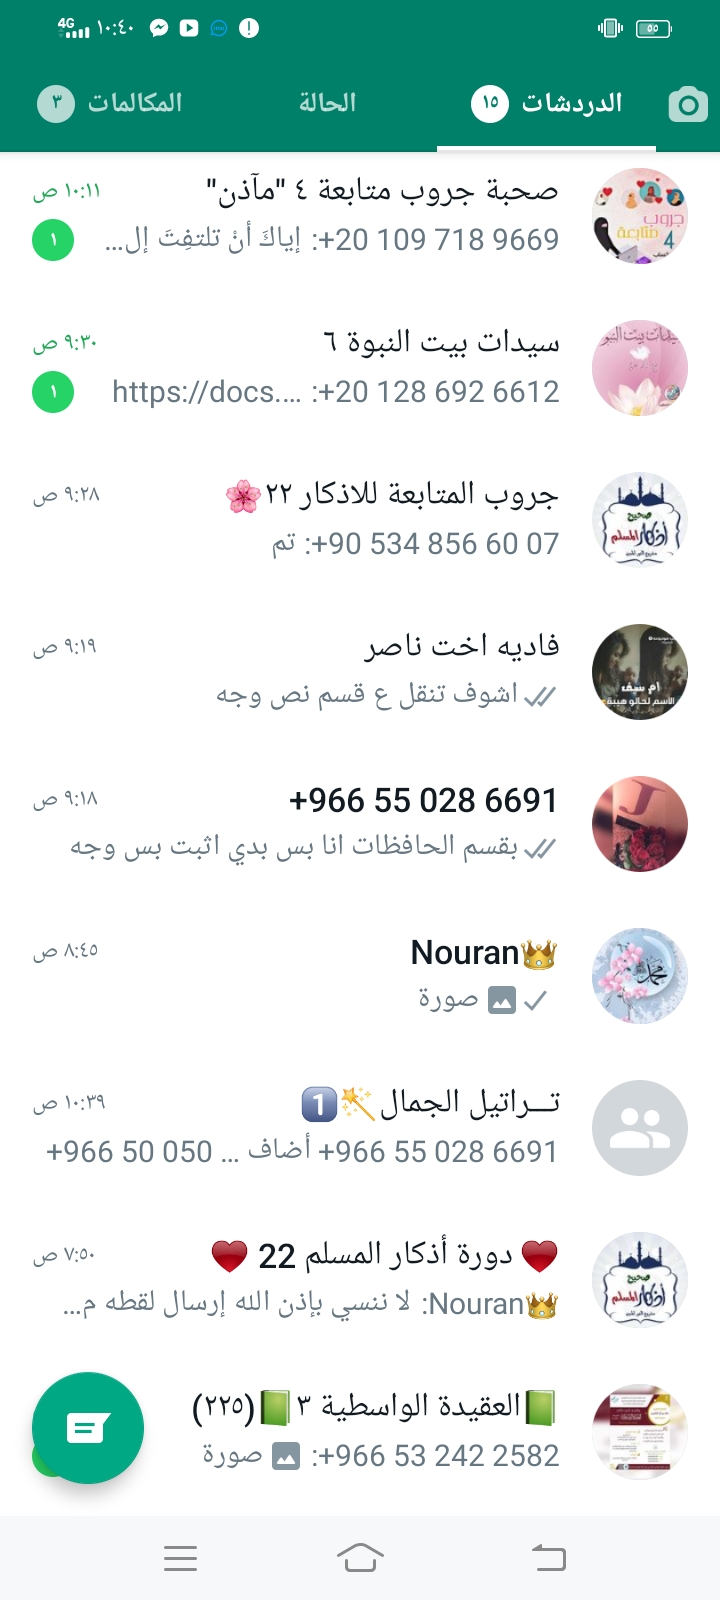 4G ١٠:٤٠ ٥٥
الدردشات ١٥ الحالة المكالمات ٣
صحبة جروب متابعة ٤ "مآذن" ١٠:١١ ص
+20 109 718 9669: إياكَ أنْ تلتفِتَ إل... ١
سيدات بيت النبوة ٦ ٩:٣٠ ص
+20 128 692 6612: https://docs.... ١
جروب المتابعة للاذكار ٢٢🌸 ٩:٢٨ ص
+90 534 856 60 07: تم
فاديه اخت ناصر ٩:١٩ ص
اشوف تنقل ع قسم نص وجه
+966 55 028 6691 ٩:١٨ ص
بقسم الحافظات انا بس بدي اثبت بس وجه
Nouran👑 ٨:٤٥ ص
صورة
تـــراتيل الجمال🪄1️⃣ ١٠:٣٩ ص
+966 55 028 6691 أضاف ... 050 50 966+
❤️ دورة أذكار المسلم 22 ❤️ ٧:٥٠ ص
Nouran👑: لا ننسي بإذن الله إرسال لقطه م...
📗العقيدة الواسطية ٣📗(٢٢٥)
+966 53 242 2582: صورة
جروب
متابعة
4
صحيح
أذكار المسلم
أم سيف
الاسم لحالو هيبة
J
محمد
صحيح
أذكار المسلم